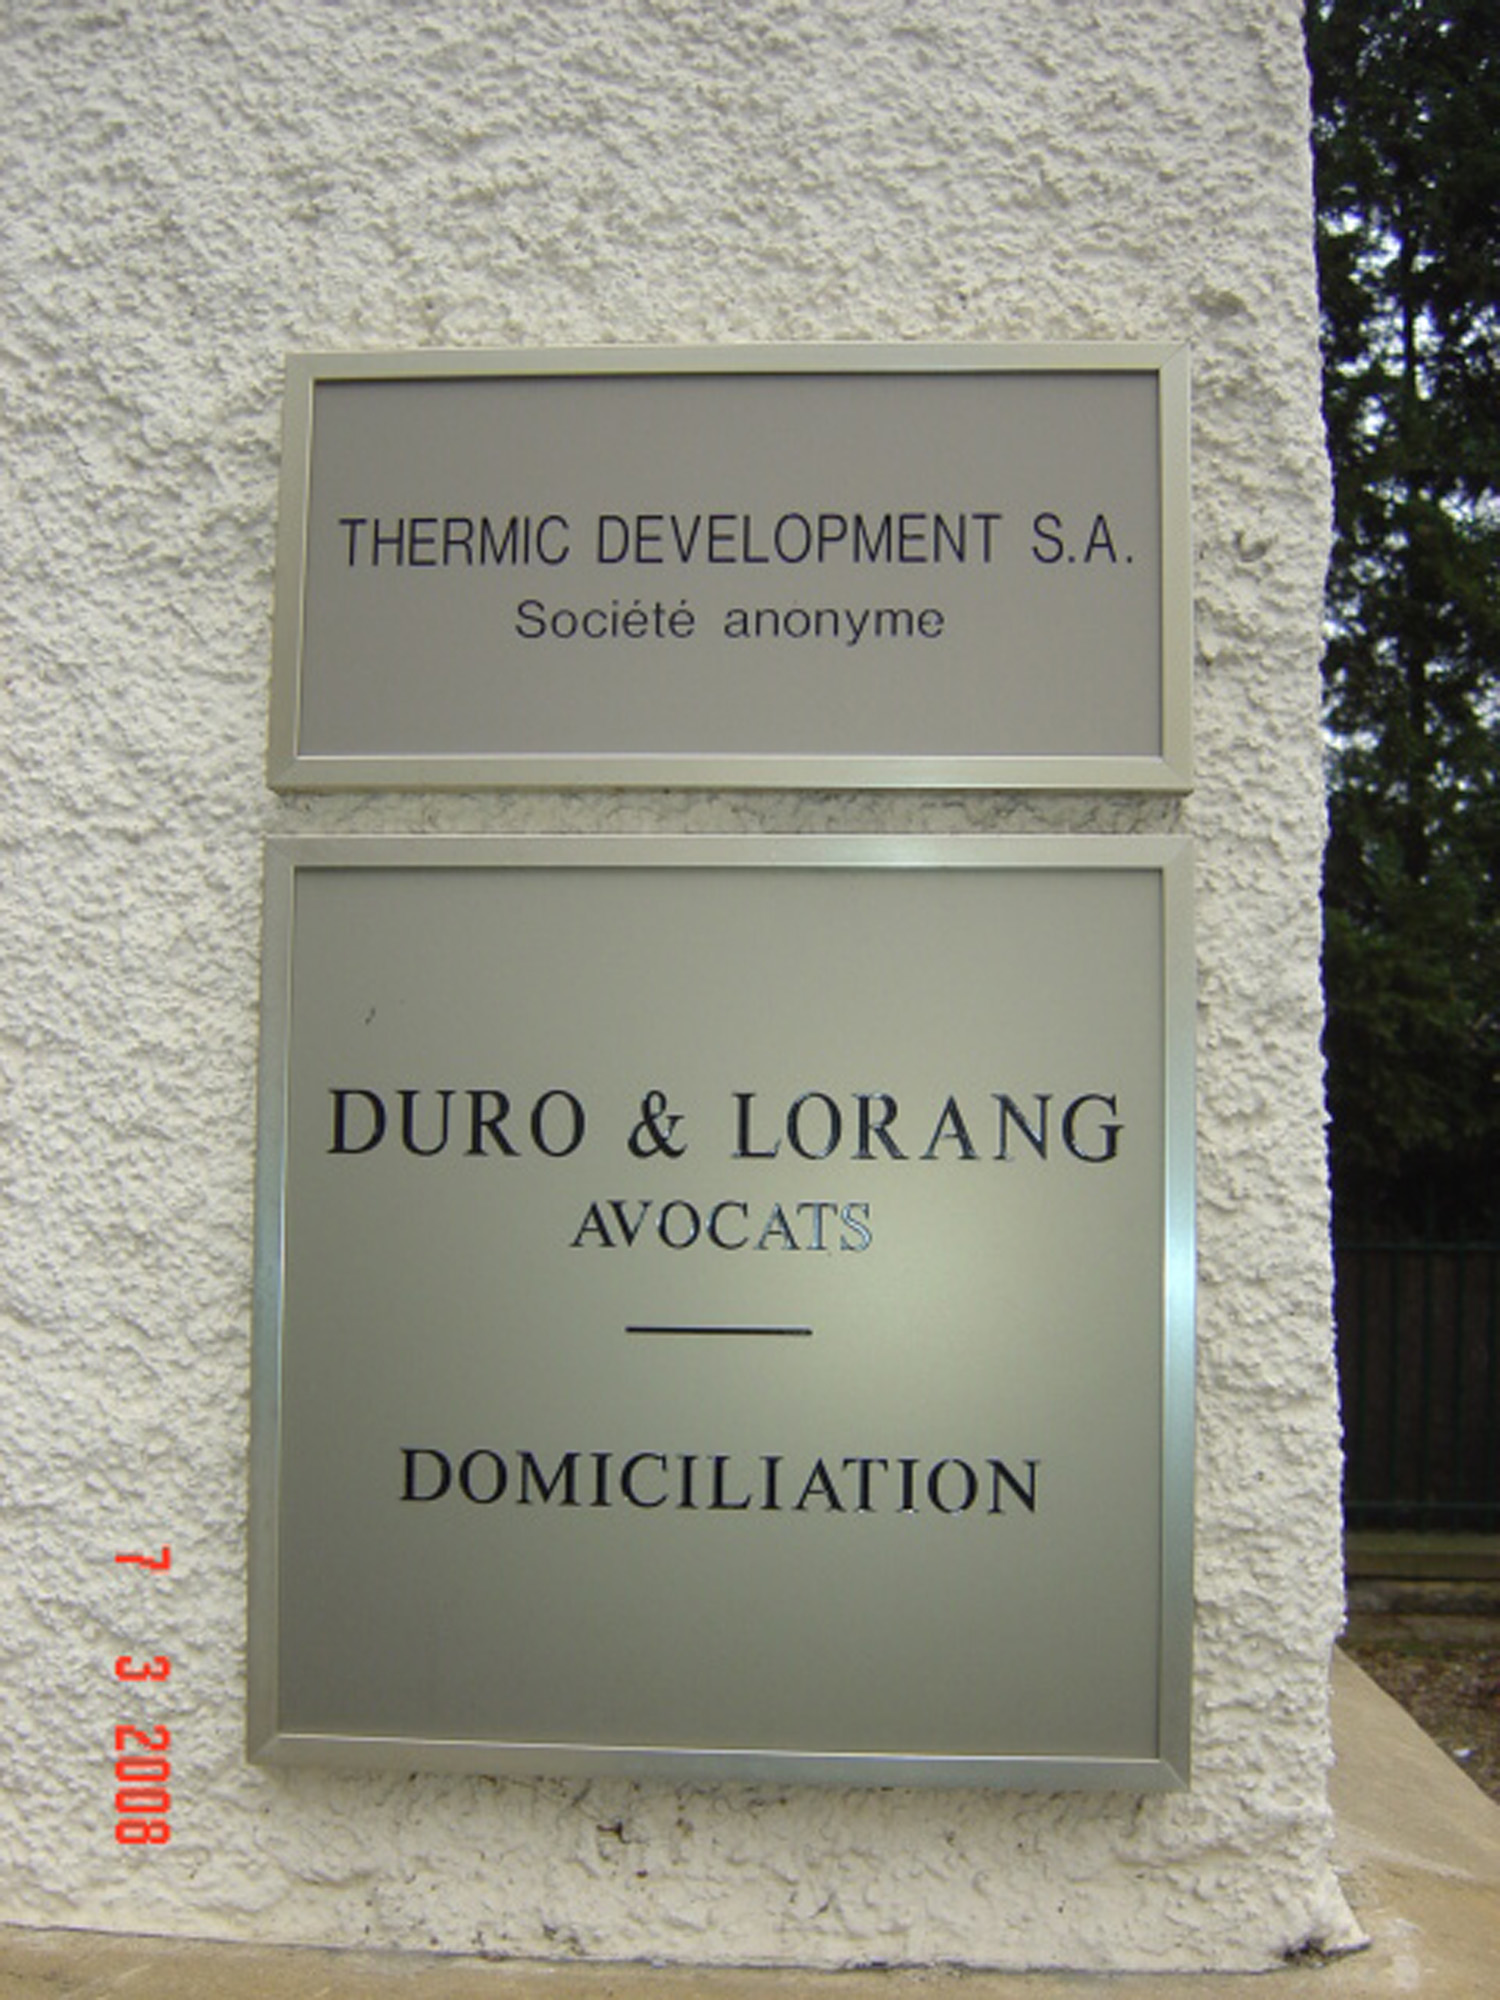 THERMIC DEVELOPMENT S.A.
Société anonyme
DURO & LORANG
AVOCATS
DOMICILIATION
7 3 2008